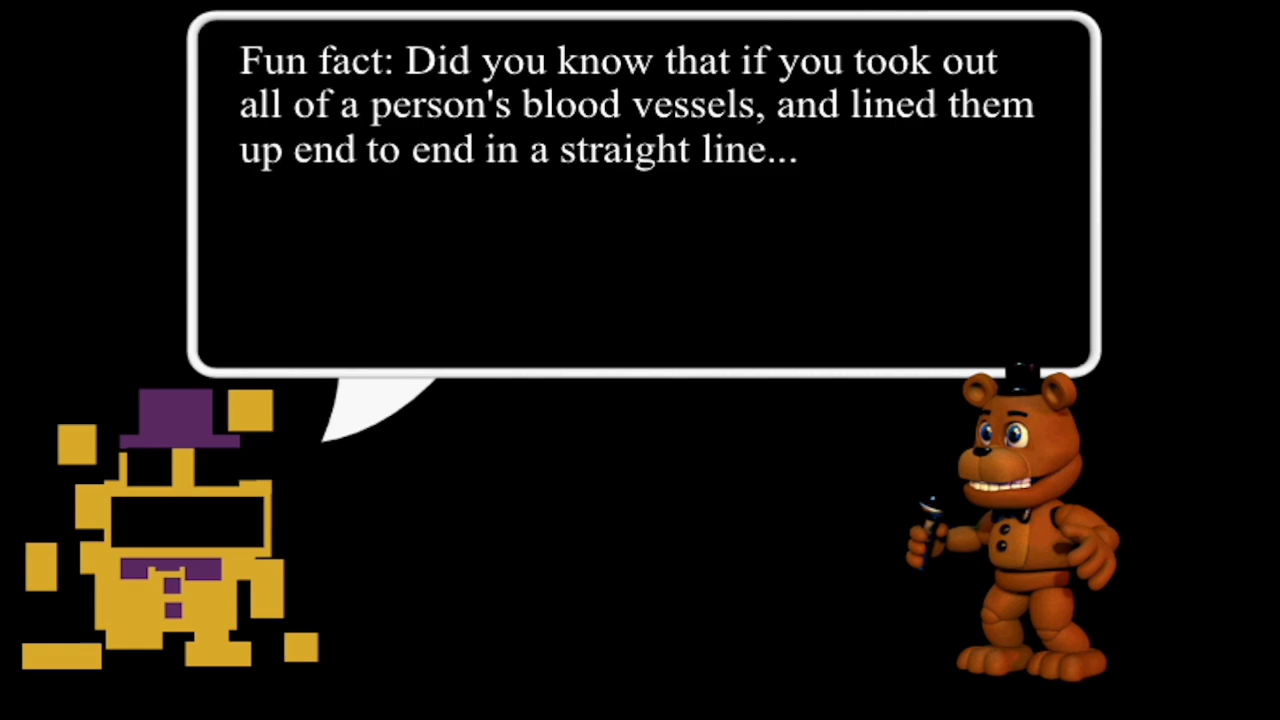 Fun fact: Did you know that if you took out
all of a person's blood vessels, and lined them
up end to end in a straight line...